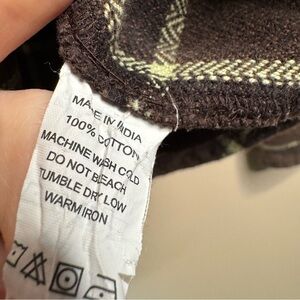 MADE IN INDIA
100% COTTON
MACHINE WASH COLD
DO NOT BLEACH
TUMBLE DRY LOW
WARM IRON